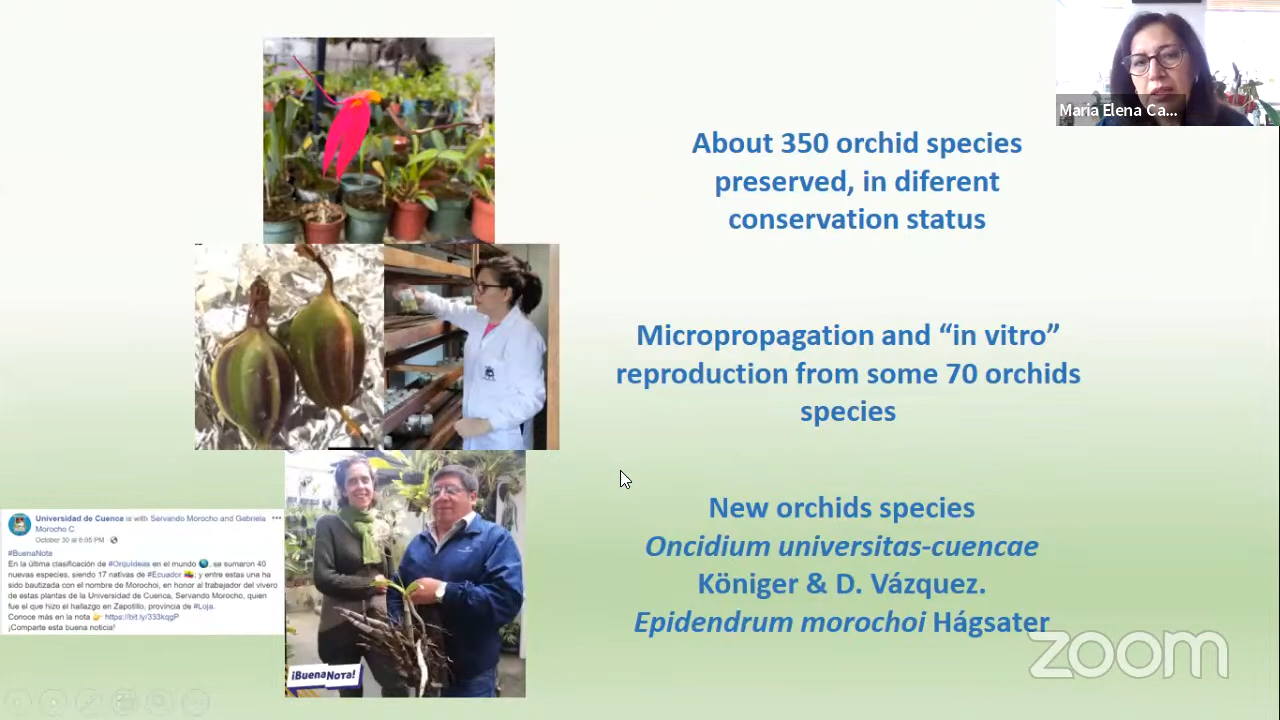 Maria Elena Ca...
About 350 orchid species
preserved, in diferent
conservation status
Micropropagation and “in vitro”
reproduction from some 70 orchids
species
New orchids species
Oncidium universitas-cuencae
Königer & D. Vázquez.
Epidendrum morochoi Hágsater
Universidad de Cuenca is with Servando Morocho and Gabriela
Morocho C
October 30 at 6:05 PM
#BuenaNota
En la última clasificación de #Orquídeas en el mundo, se sumaron 40
nuevas especies, siendo 17 nativas de #Ecuador; y entre estas una ha
sido bautizada con el nombre de Morochoi, en honor al trabajador del vivero
de estas plantas de la Universidad de Cuenca, Servando Morocho, quien
fue el que hizo el hallazgo en Zapotillo, provincia de #Loja.
Conoce más en la nota https://bit.ly/333kqgP
¡Comparte esta buena noticia!
¡BuenaNOTA!
zoom